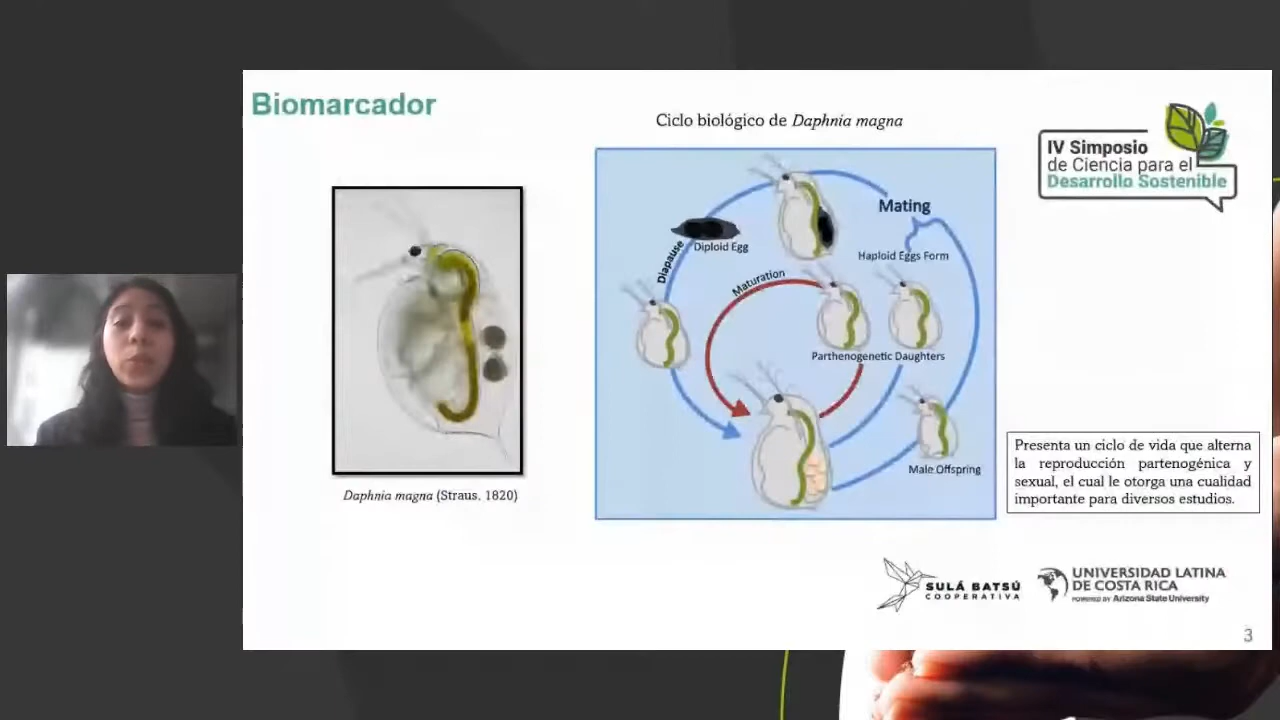 Biomarcador
Ciclo biológico de Daphnia magna
IV Simposio
de Ciencia para el
Desarrollo Sostenible
Mating
Diploid Egg
Haploid Eggs Form
Diapause
Maturation
Parthenogenetic Daughters
Male Offspring
Daphnia magna (Straus, 1820)
Presenta un ciclo de vida que alterna
la reproducción partenogénica y
sexual, el cual le otorga una cualidad
importante para diversos estudios.
SULÁ BATSÚ
COOPERATIVA
UNIVERSIDAD LATINA
DE COSTA RICA
POWERED BY Arizona State University
3